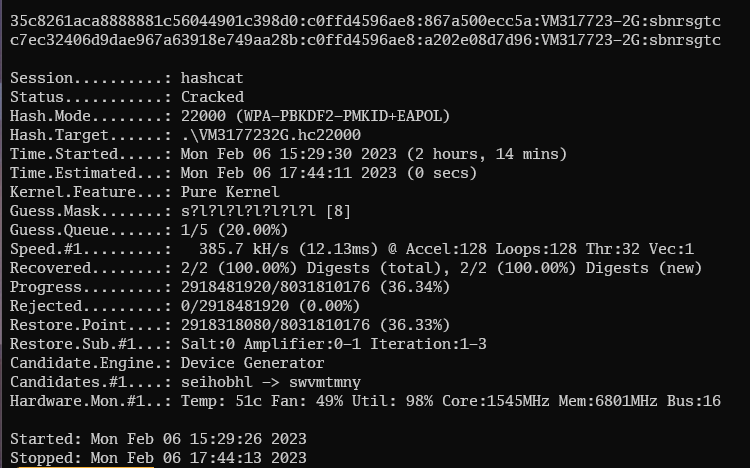 35c8261aca8888881c56044901c398d0:c0ffd4596ae8:867a500ecc5a:VM317723-2G:sbnrsgtc
c7ec32406d9dae967a63918e749aa28b:c0ffd4596ae8:a202e08d7d96:VM317723-2G:sbnrsgtc
Session..........: hashcat
Status...........: Cracked
Hash.Mode........: 22000 (WPA-PBKDF2-PMKID+EAPOL)
Hash.Target......: .\VM3177232G.hc22000
Time.Started.....: Mon Feb 06 15:29:30 2023 (2 hours, 14 mins)
Time.Estimated...: Mon Feb 06 17:44:11 2023 (0 secs)
Kernel.Feature...: Pure Kernel
Guess.Mask.......: s?l?l?l?l?l?l?l [8]
Guess.Queue......: 1/5 (20.00%)
Speed.#1.........:   385.7 kH/s (12.13ms) @ Accel:128 Loops:128 Thr:32 Vec:1
Recovered........: 2/2 (100.00%) Digests (total), 2/2 (100.00%) Digests (new)
Progress.........: 2918481920/8031810176 (36.34%)
Rejected.........: 0/2918481920 (0.00%)
Restore.Point....: 2918318080/8031810176 (36.33%)
Restore.Sub.#1...: Salt:0 Amplifier:0-1 Iteration:1-3
Candidate.Engine.: Device Generator
Candidates.#1....: seihobhl -> swvmtmny
Hardware.Mon.#1..: Temp: 51c Fan: 49% Util: 98% Core:1545MHz Mem:6801MHz Bus:16
Started: Mon Feb 06 15:29:26 2023
Stopped: Mon Feb 06 17:44:13 2023